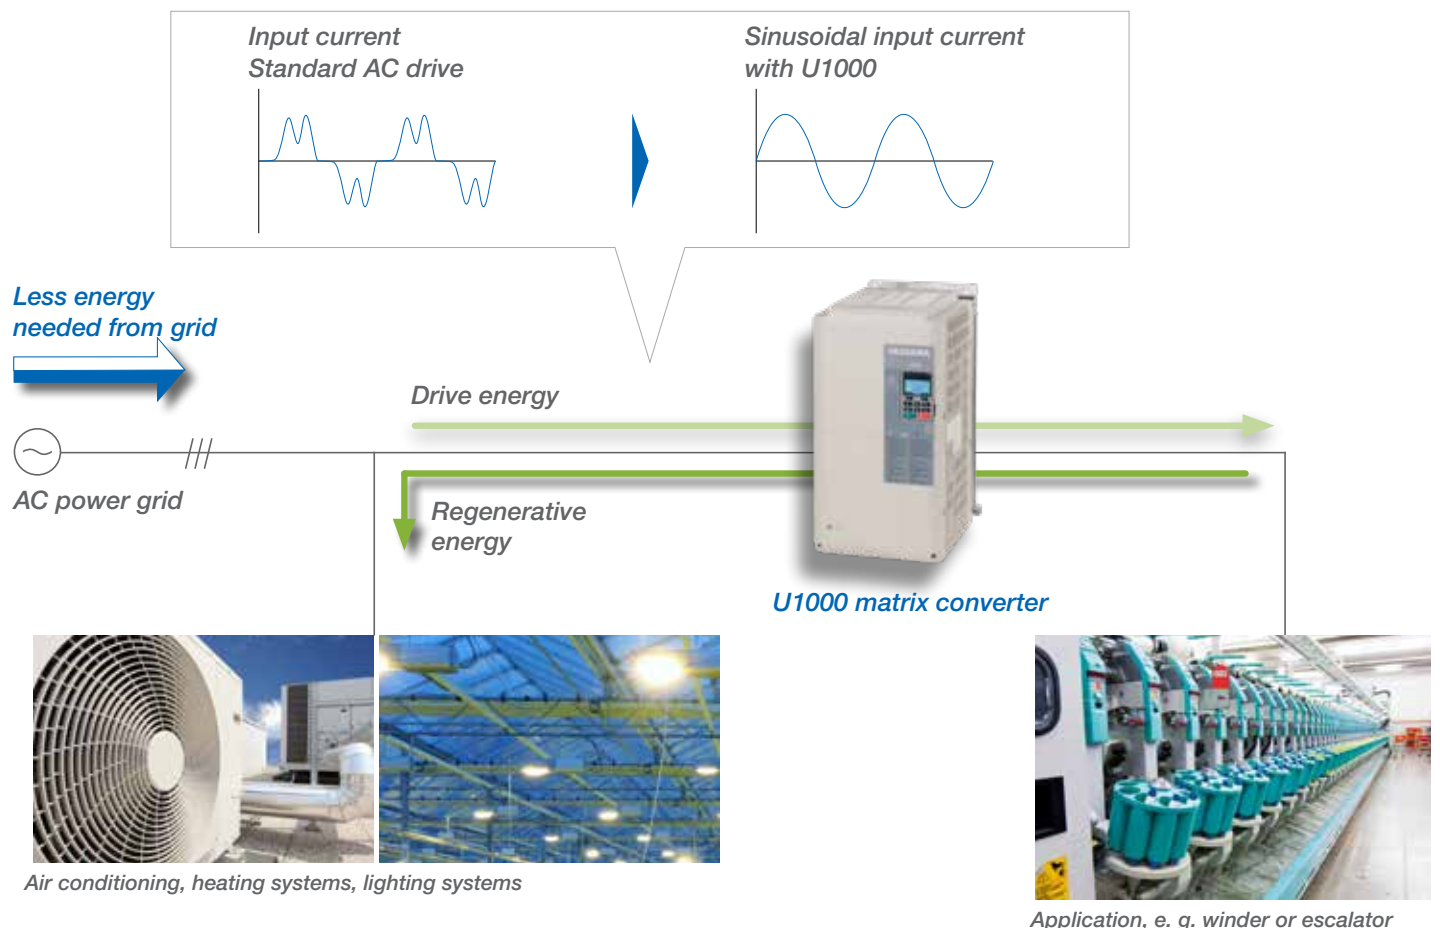 Input current
Standard AC drive
Sinusoidal input current
with U1000
Less energy
needed from grid
Drive energy
AC power grid
Regenerative
energy
U1000 matrix converter
Air conditioning, heating systems, lighting systems
Application, e. g. winder or escalator